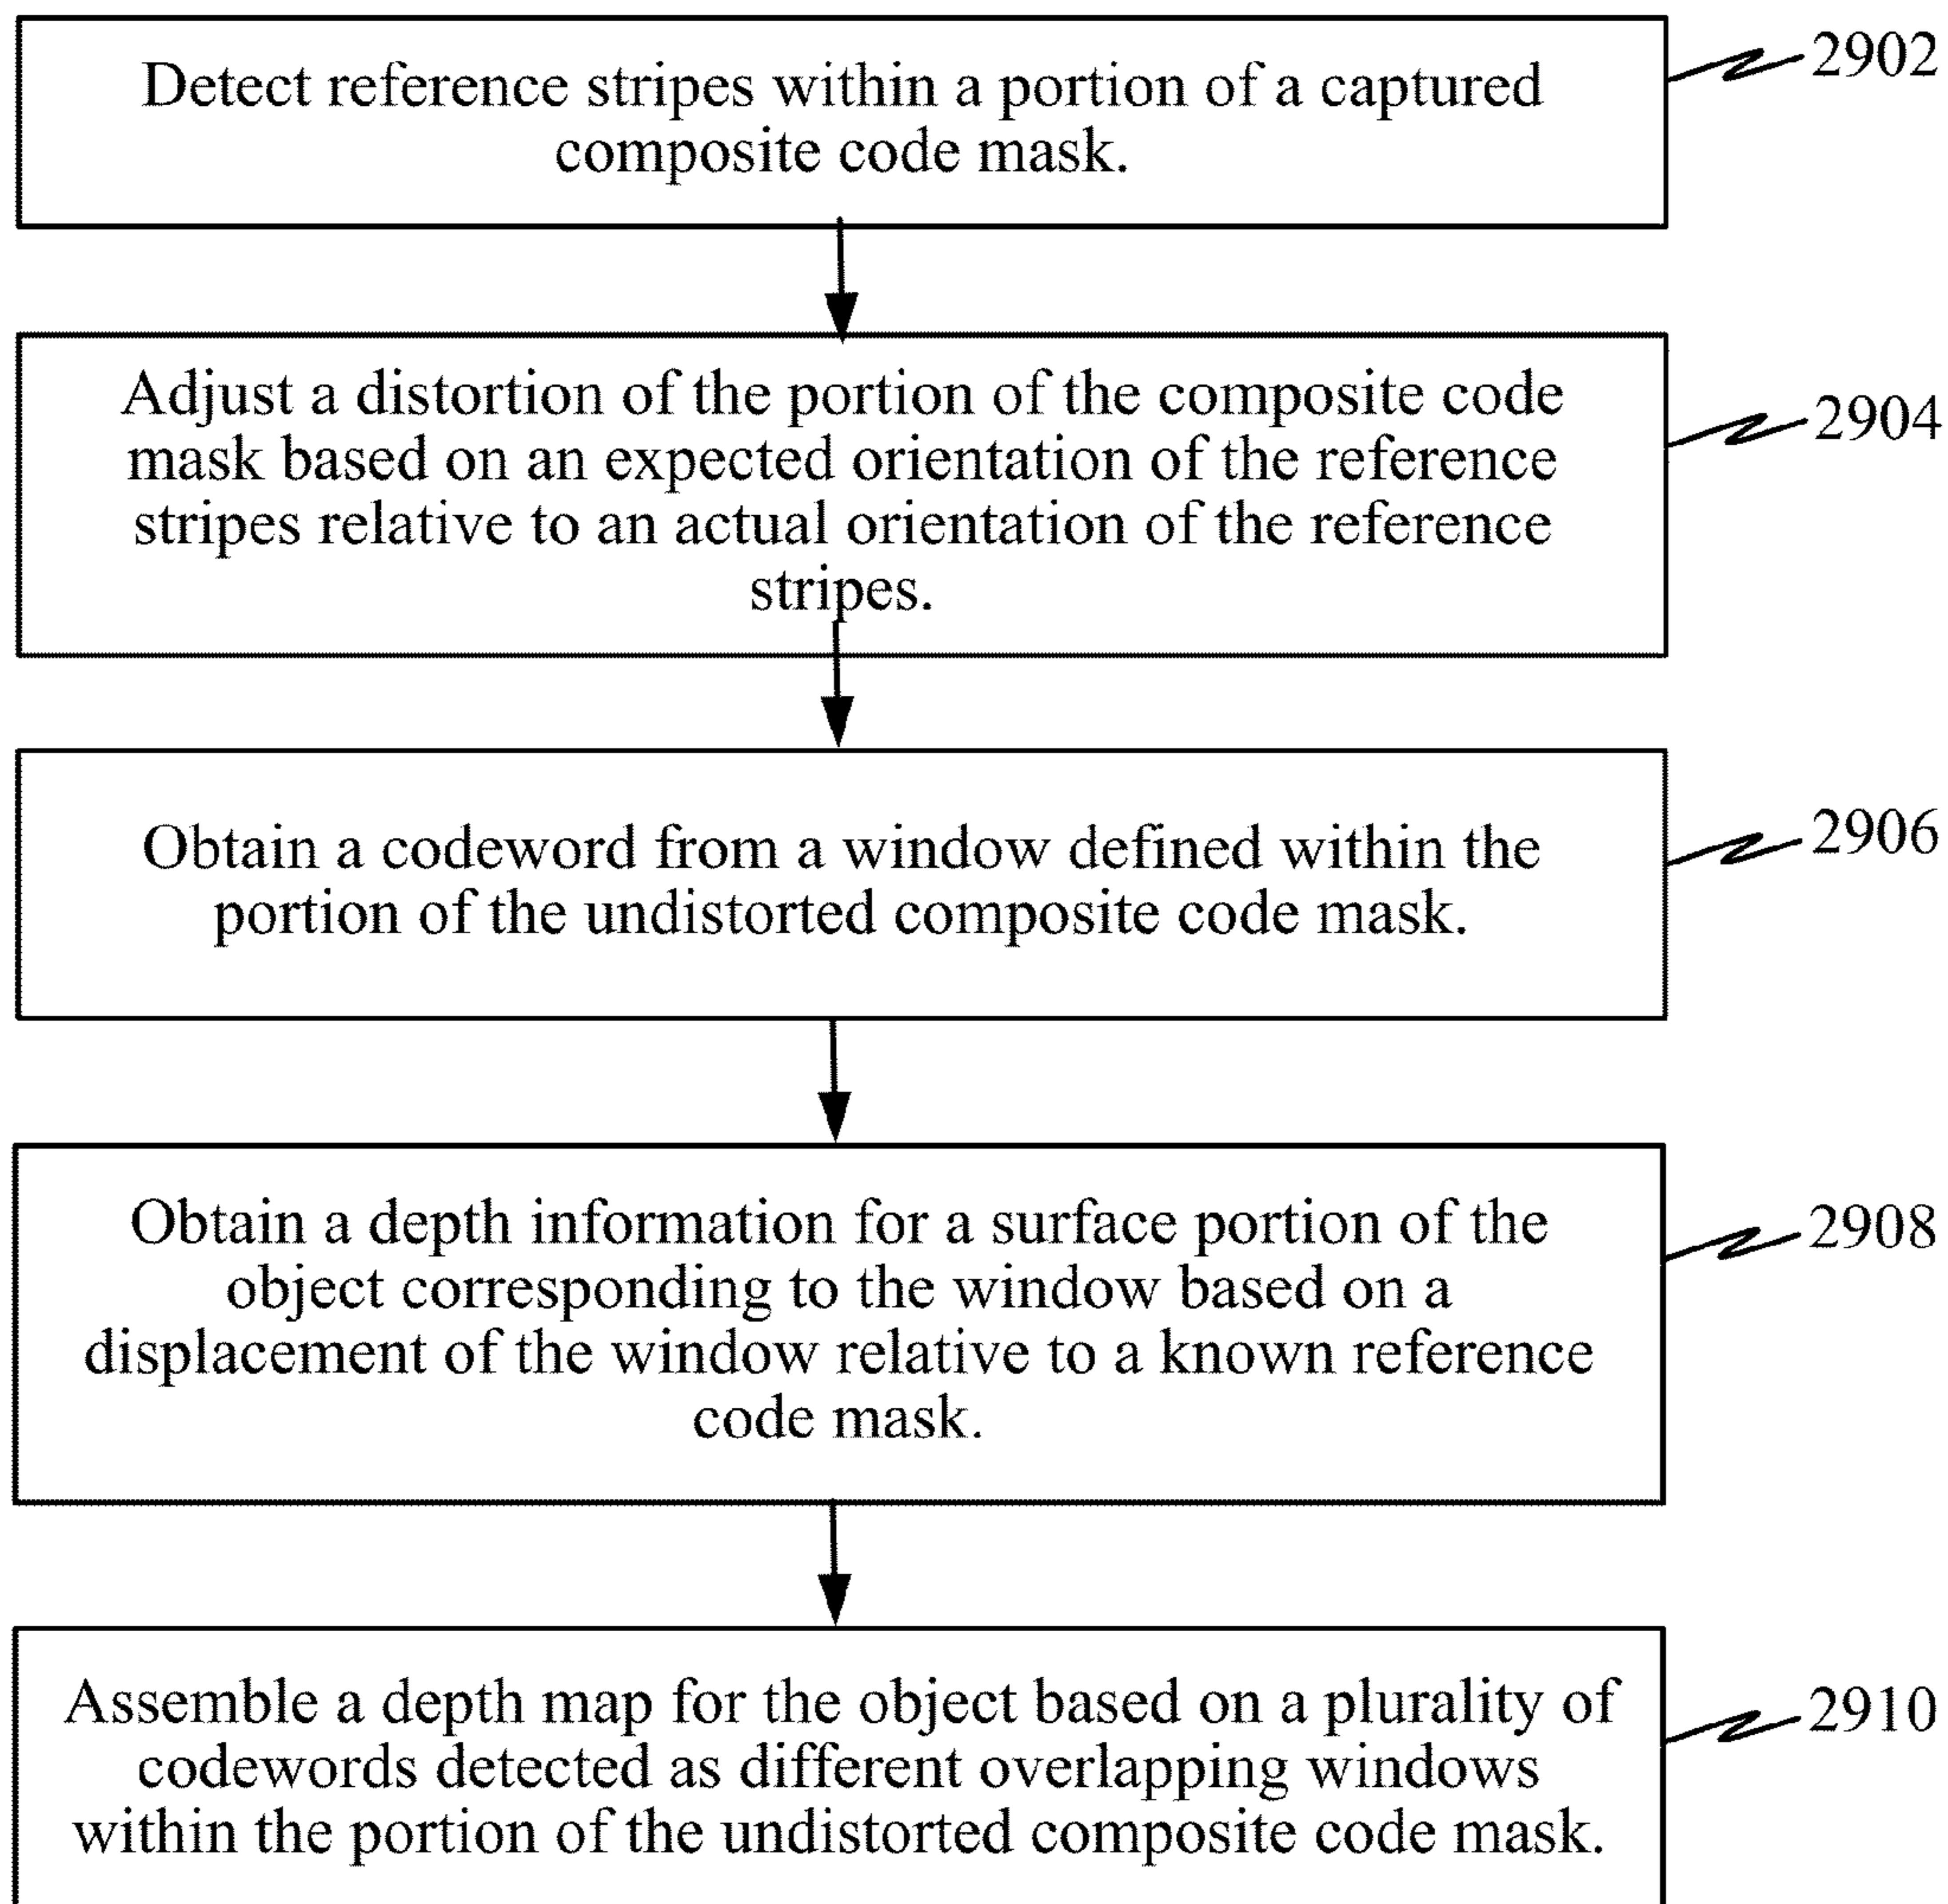 Detect reference stripes within a portion of a captured
composite code mask.
2902
Adjust a distortion of the portion of the composite code
mask based on an expected orientation of the reference
stripes relative to an actual orientation of the reference
stripes.
2904
Obtain a codeword from a window defined within the
portion of the undistorted composite code mask.
2906
Obtain a depth information for a surface portion of the
object corresponding to the window based on a
displacement of the window relative to a known reference
code mask.
2908
Assemble a depth map for the object based on a plurality of
codewords detected as different overlapping windows
within the portion of the undistorted composite code mask.
2910